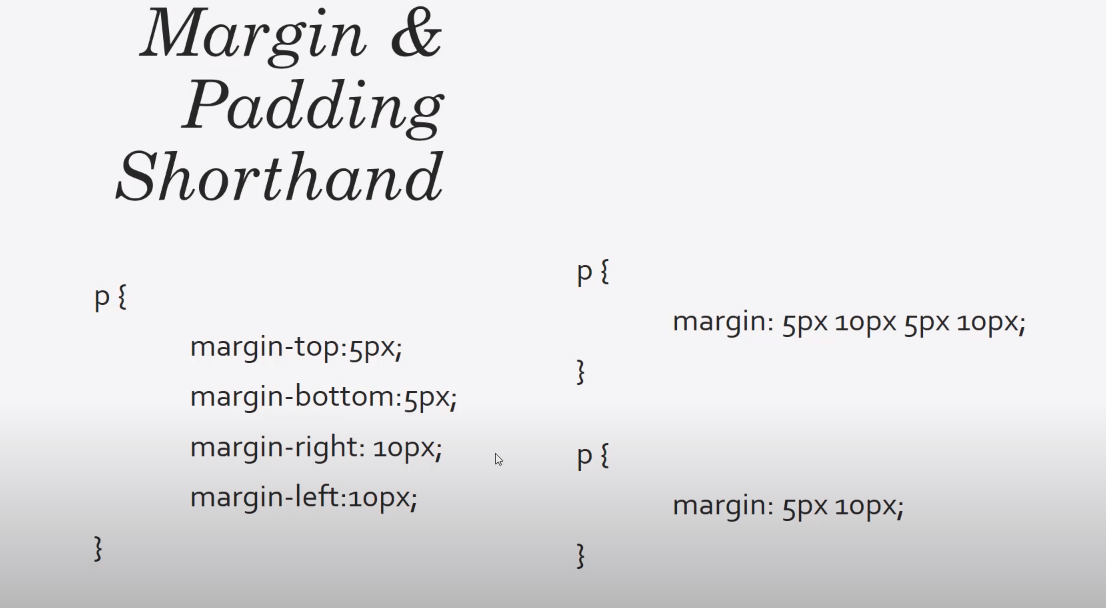 Margin &
Padding
Shorthand
p {
margin-top:5px;
margin-bottom:5px;
margin-right: 10px;
margin-left:10px;
}
p {
margin: 5px 10px 5px 10px;
}
p {
margin: 5px 10px;
}